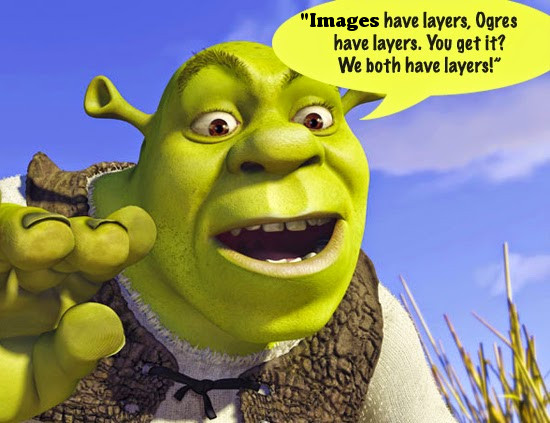 "Images have layers, Ogres
have layers. You get it?
We both have layers!”